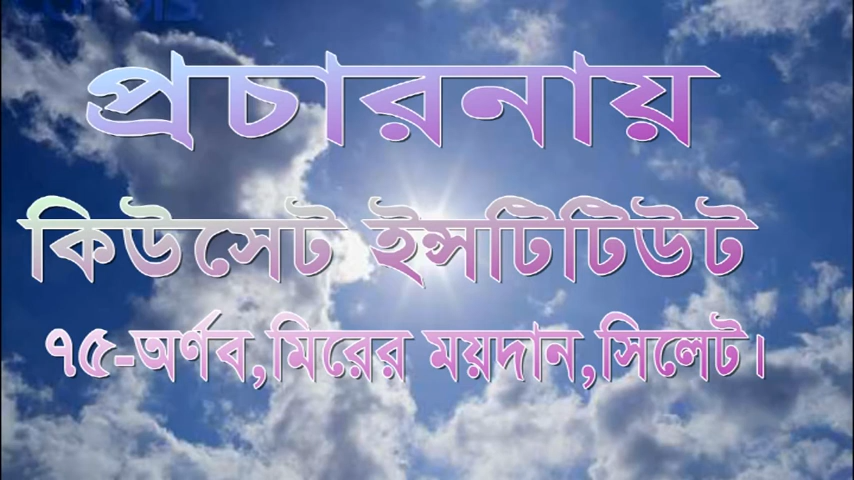 প্রচারনায়
কিউসেট ইন্সটিটিউট
৭৫-অর্ণব,মিরের ময়দান,সিলেট।